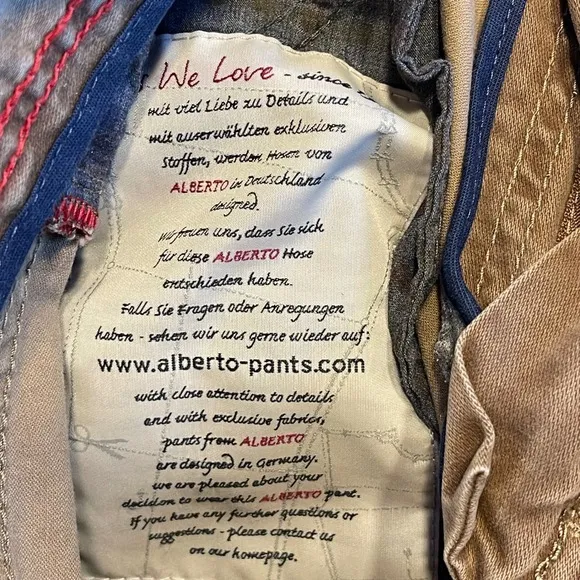 We Love - since
mit viel Liebe zu Details und
mit auserwählten exklusiven
Stoffen, werden Hosen von
ALBERTO in Deutschland
designed.
Wir freuen uns, dass Sie sich
für diese ALBERTO Hose
entschieden haben.
Falls Sie Fragen oder Anregungen
haben - sehen wir uns gerne wieder auf:
www.alberto-pants.com
with close attention to details
and with exclusive fabrics,
pants from ALBERTO
are designed in Germany.
we are pleased about your
decision to wear this ALBERTO pant.
If you have any further questions or
suggestions - please contact us
on our homepage.